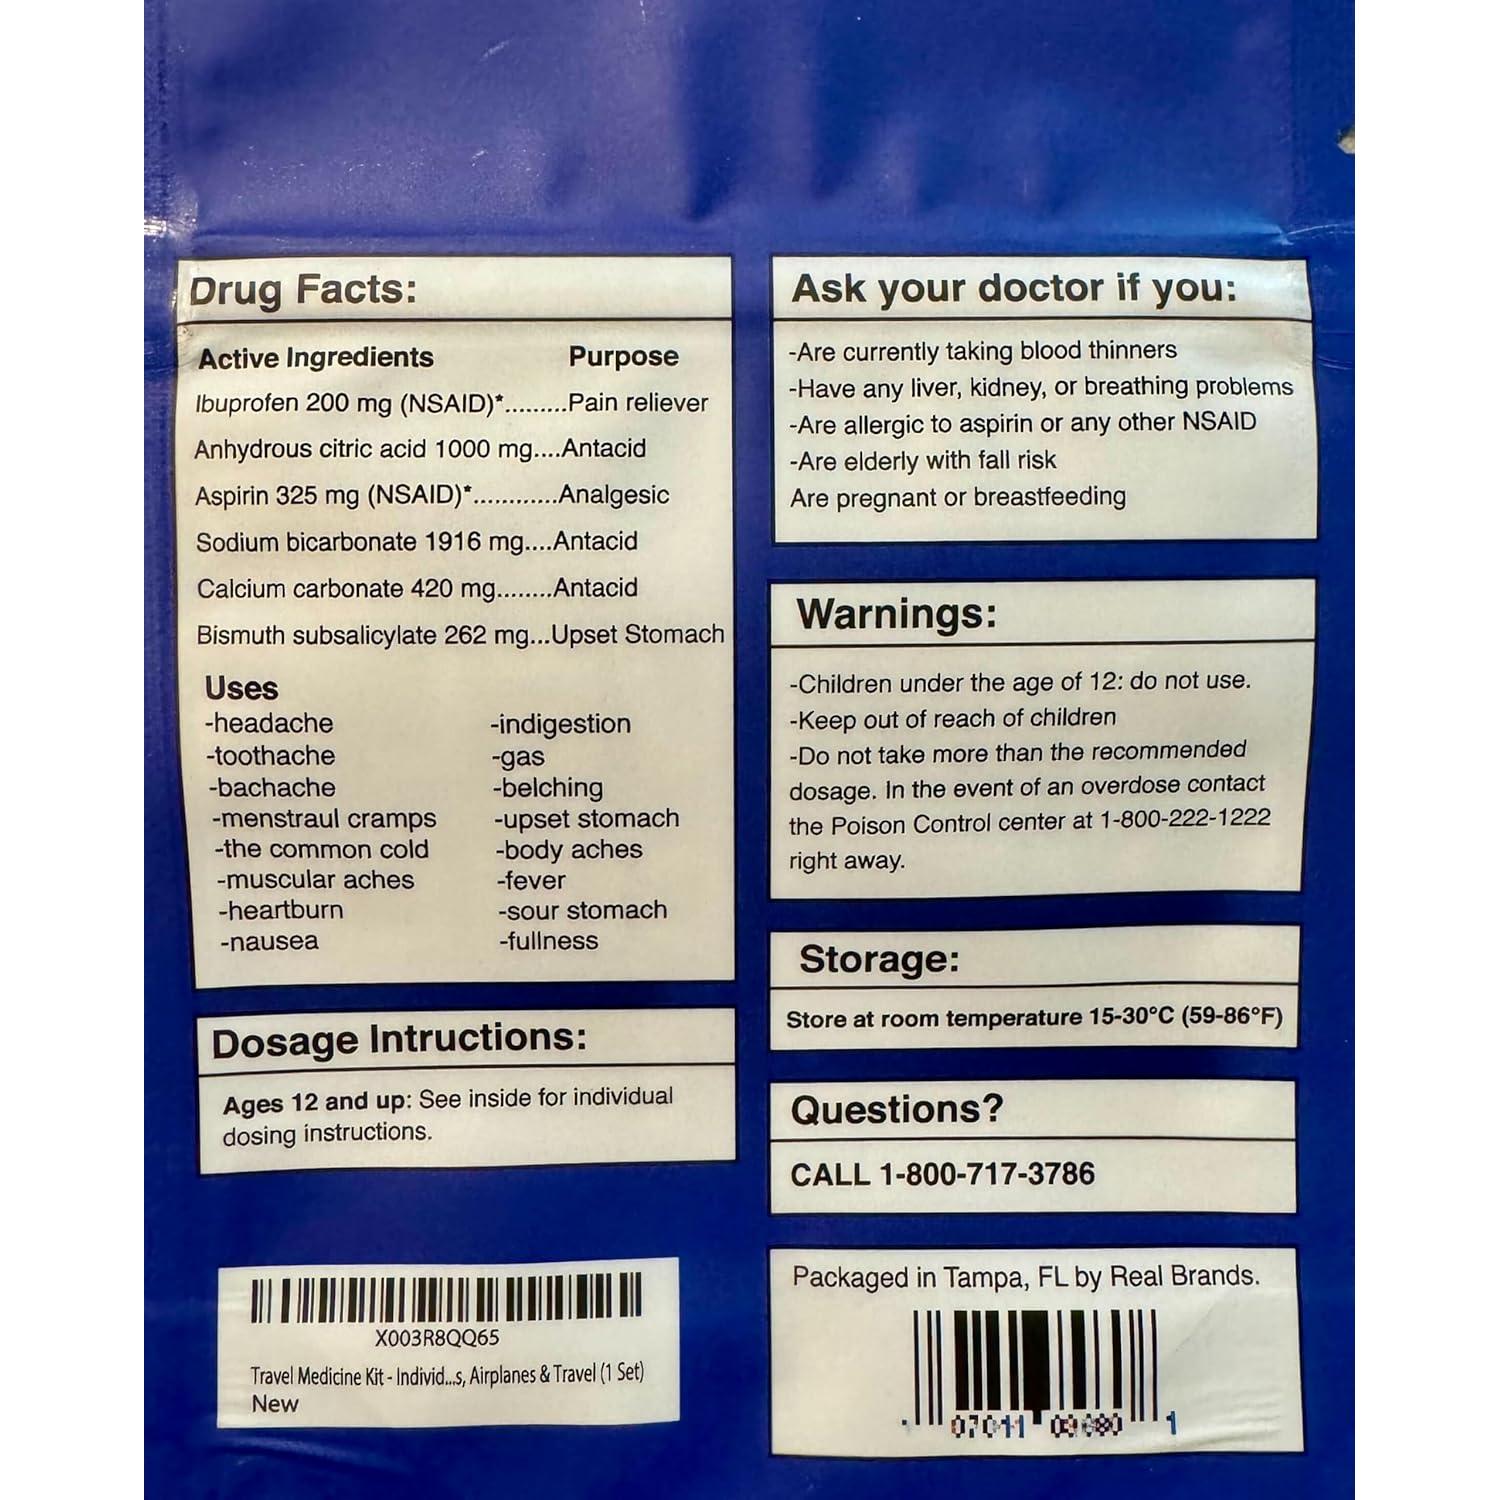 Drug Facts:
Active Ingredients Purpose
Ibuprofen 200 mg (NSAID)*.........Pain reliever
Anhydrous citric acid 1000 mg....Antacid
Aspirin 325 mg (NSAID)*............Analgesic
Sodium bicarbonate 1916 mg....Antacid
Calcium carbonate 420 mg........Antacid
Bismuth subsalicylate 262 mg...Upset Stomach
Uses
-headache -indigestion
-toothache -gas
-bachache -belching
-menstraul cramps -upset stomach
-the common cold -body aches
-muscular aches -fever
-heartburn -sour stomach
-nausea -fullness
Dosage Intructions:
Ages 12 and up: See inside for individual
dosing instructions.
X003R8QQ65
Travel Medicine Kit - Individ...s, Airplanes & Travel (1 Set)
New
Ask your doctor if you:
-Are currently taking blood thinners
-Have any liver, kidney, or breathing problems
-Are allergic to aspirin or any other NSAID
-Are elderly with fall risk
Are pregnant or breastfeeding
Warnings:
-Children under the age of 12: do not use.
-Keep out of reach of children
-Do not take more than the recommended
dosage. In the event of an overdose contact
the Poison Control center at 1-800-222-1222
right away.
Storage:
Store at room temperature 15-30°C (59-86°F)
Questions?
CALL 1-800-717-3786
Packaged in Tampa, FL by Real Brands.
07011 1